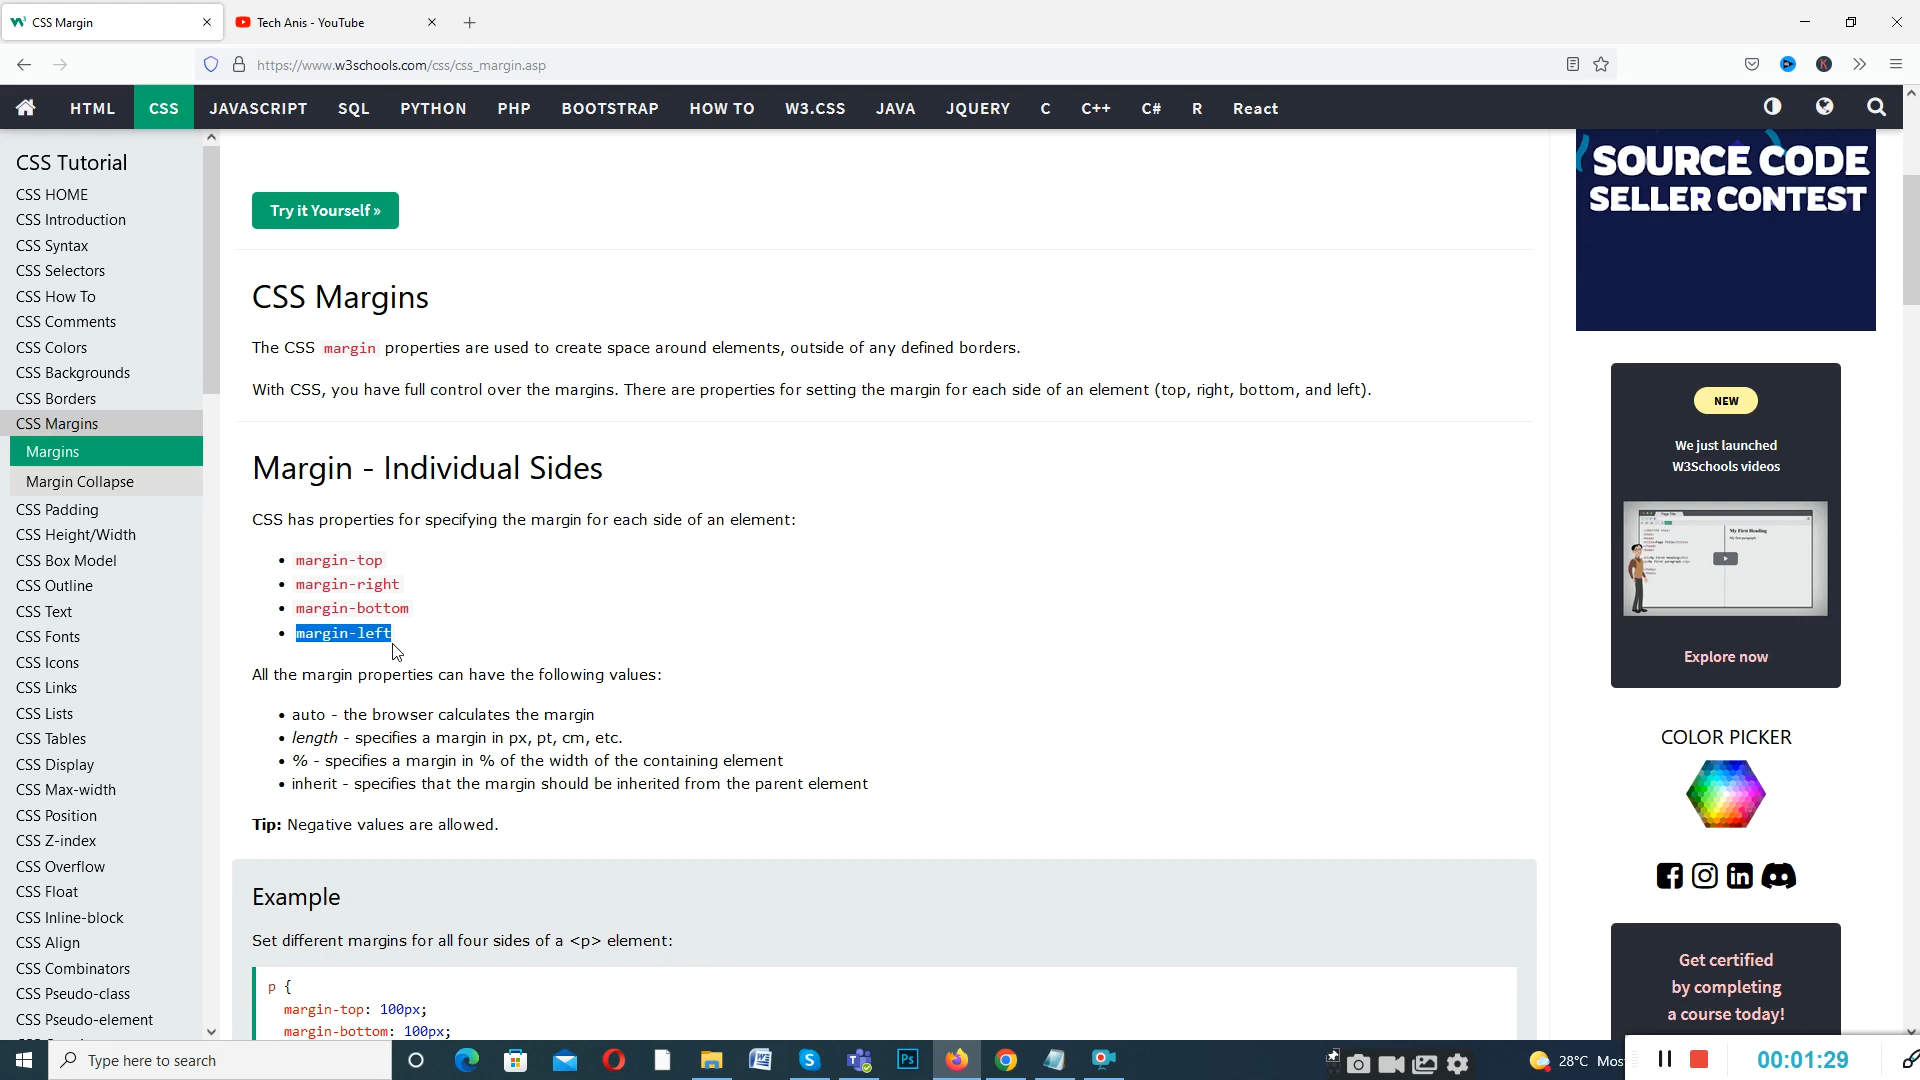 CSS Margin
Tech Anis - YouTube
https://www.w3schools.com/css/css_margin.asp
HTML CSS JAVASCRIPT SQL PYTHON PHP BOOTSTRAP HOW TO W3.CSS JAVA JQUERY C C++ C# R React
CSS Tutorial
CSS HOME
CSS Introduction
CSS Syntax
CSS Selectors
CSS How To
CSS Comments
CSS Colors
CSS Backgrounds
CSS Borders
CSS Margins
Margins
Margin Collapse
CSS Padding
CSS Height/Width
CSS Box Model
CSS Outline
CSS Text
CSS Fonts
CSS Icons
CSS Links
CSS Lists
CSS Tables
CSS Display
CSS Max-width
CSS Position
CSS Z-index
CSS Overflow
CSS Float
CSS Inline-block
CSS Align
CSS Combinators
CSS Pseudo-class
CSS Pseudo-element
Try it Yourself »
CSS Margins
The CSS margin properties are used to create space around elements, outside of any defined borders.
With CSS, you have full control over the margins. There are properties for setting the margin for each side of an element (top, right, bottom, and left).
Margin - Individual Sides
CSS has properties for specifying the margin for each side of an element:
• margin-top
• margin-right
• margin-bottom
• margin-left
All the margin properties can have the following values:
• auto - the browser calculates the margin
• length - specifies a margin in px, pt, cm, etc.
• % - specifies a margin in % of the width of the containing element
• inherit - specifies that the margin should be inherited from the parent element
Tip: Negative values are allowed.
Example
Set different margins for all four sides of a <p> element:
p {
margin-top: 100px;
margin-bottom: 100px;
SOURCE CODE
SELLER CONTEST
NEW
We just launched
W3Schools videos
My First Heading
Explore now
COLOR PICKER
Get certified
by completing
a course today!
Type here to search
28°C Mos
00:01:29